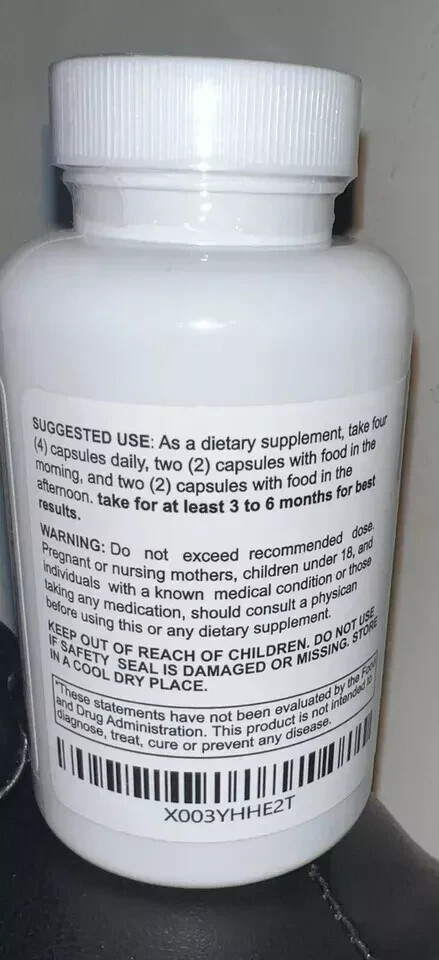 SUGGESTED USE: As a dietary supplement, take four
(4) capsules daily, two (2) capsules with food in the
morning, and two (2) capsules with food in the
afternoon. take for at least 3 to 6 months for best
results.
WARNING: Do not exceed recommended dose.
Pregnant or nursing mothers, children under 18, and
individuals with a known medical condition or those
taking any medication, should consult a physican
before using this or any dietary supplement.
KEEP OUT OF REACH OF CHILDREN. DO NOT USE
IF SAFETY SEAL IS DAMAGED OR MISSING. STORE
IN A COOL DRY PLACE.
*These statements have not been evaluated by the Food
and Drug Administration. This product is not intended to
diagnose, treat, cure or prevent any disease.
X003YHHE2T